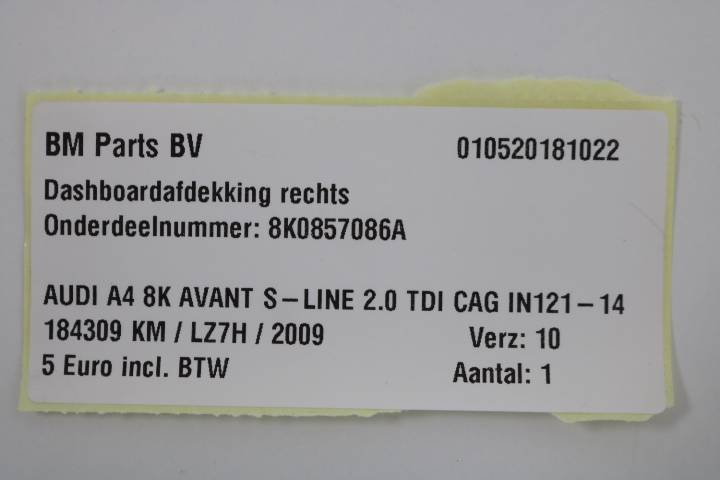 BM Parts BV 010520181022
Dashboardafdekking rechts
Onderdeelnummer: 8K0857086A
AUDI A4 8K AVANT S-LINE 2.0 TDI CAG IN121-14
184309 KM / LZ7H / 2009 Verz: 10
5 Euro incl. BTW Aantal: 1